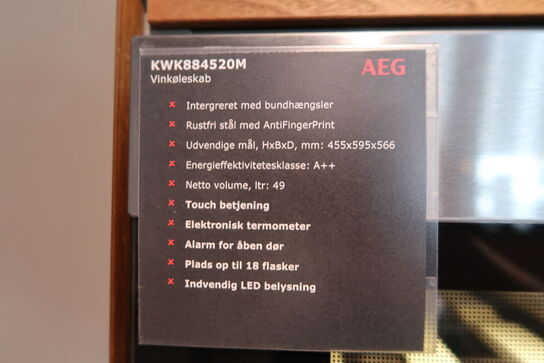 KWK884520M
AEG
Vinkøleskab
× Intergreret med bundhængsler
× Rustfri stål med AntiFingerPrint
× Udvendige mål, HxBxD, mm: 455x595x566
× Energieffektivitetesklasse: A++
× Netto volume, ltr: 49
× Touch betjening
× Elektronisk termometer
× Alarm for åben dør
× Plads op til 18 flasker
× Indvendig LED belysning